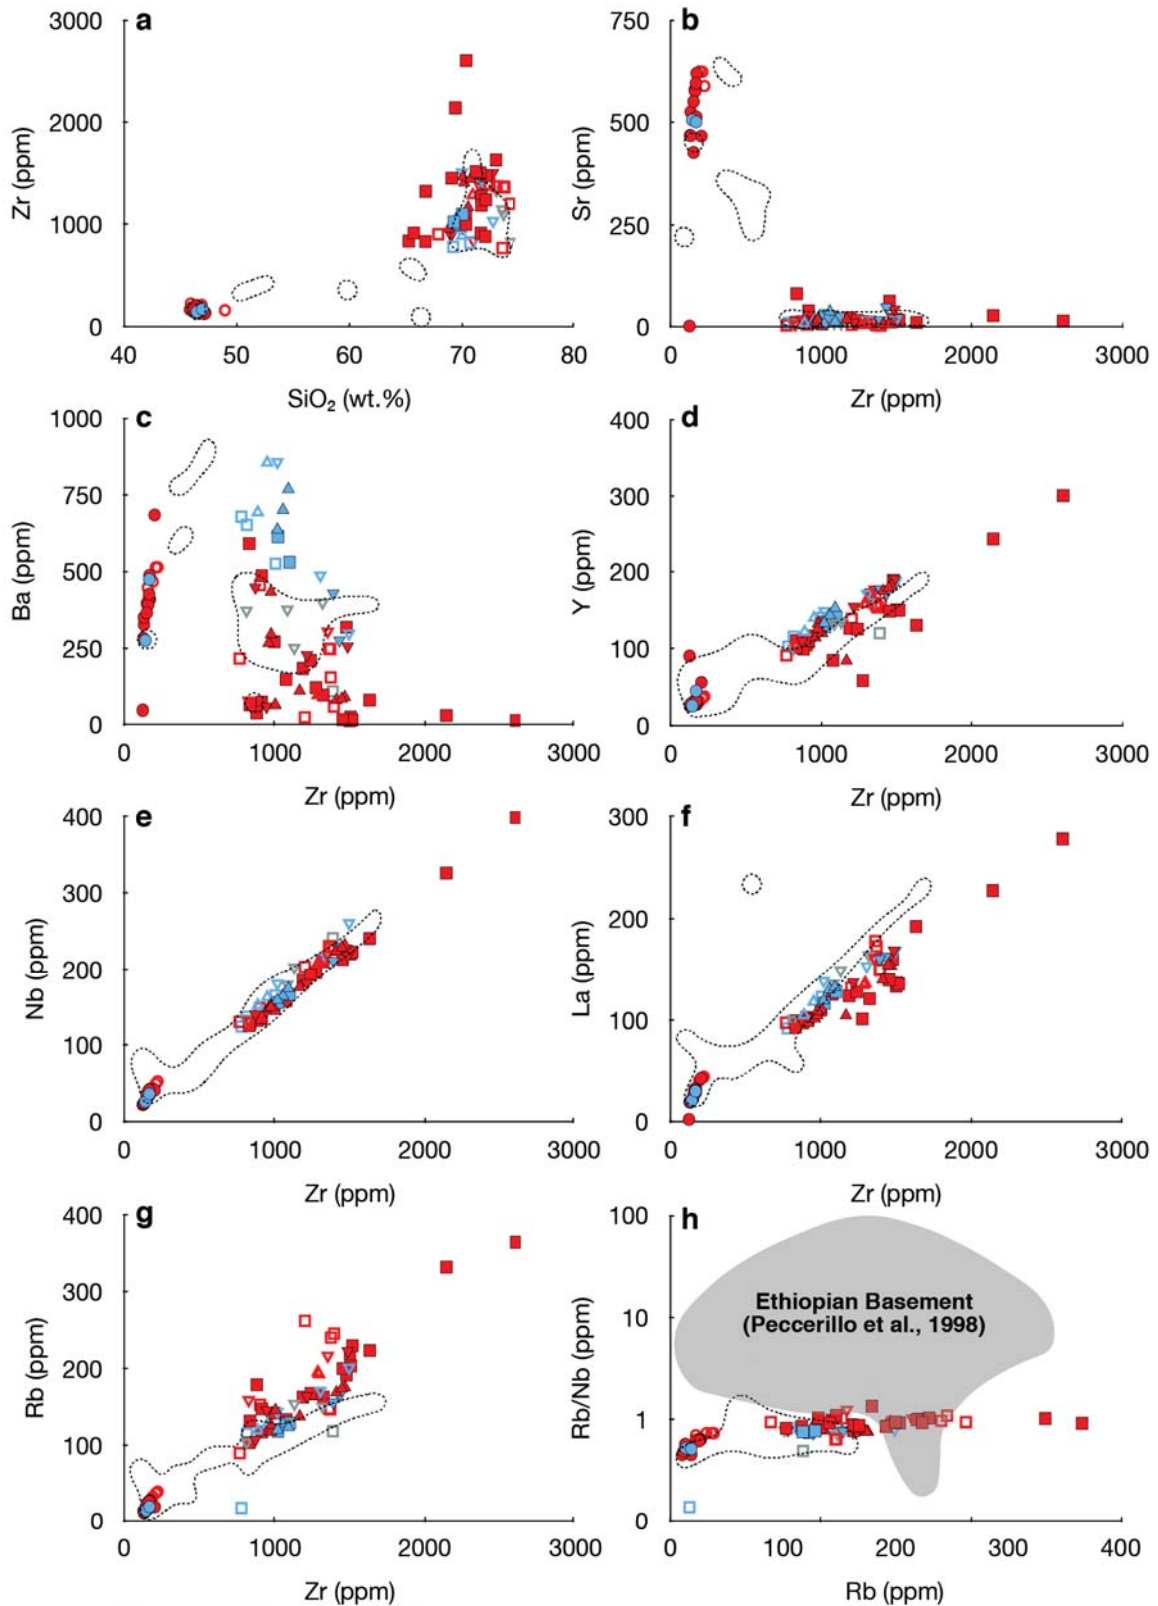 a
3000
2000
1000
0
Zr (ppm)
40 50 60 70 80
SiO2 (wt.%)
b
750
500
250
0
Sr (ppm)
0 1000 2000 3000
Zr (ppm)
c
1000
750
500
250
0
Ba (ppm)
0 1000 2000 3000
Zr (ppm)
d
400
300
200
100
0
Y (ppm)
0 1000 2000 3000
Zr (ppm)
e
400
300
200
100
0
Nb (ppm)
0 1000 2000 3000
Zr (ppm)
f
300
200
100
0
La (ppm)
0 1000 2000 3000
Zr (ppm)
g
400
300
200
100
0
Rb (ppm)
0 1000 2000 3000
Zr (ppm)
h
100
10
1
0
Rb/Nb (ppm)
Ethiopian Basement
(Peccerillo et al., 1998)
0 100 200 300 400
Rb (ppm)